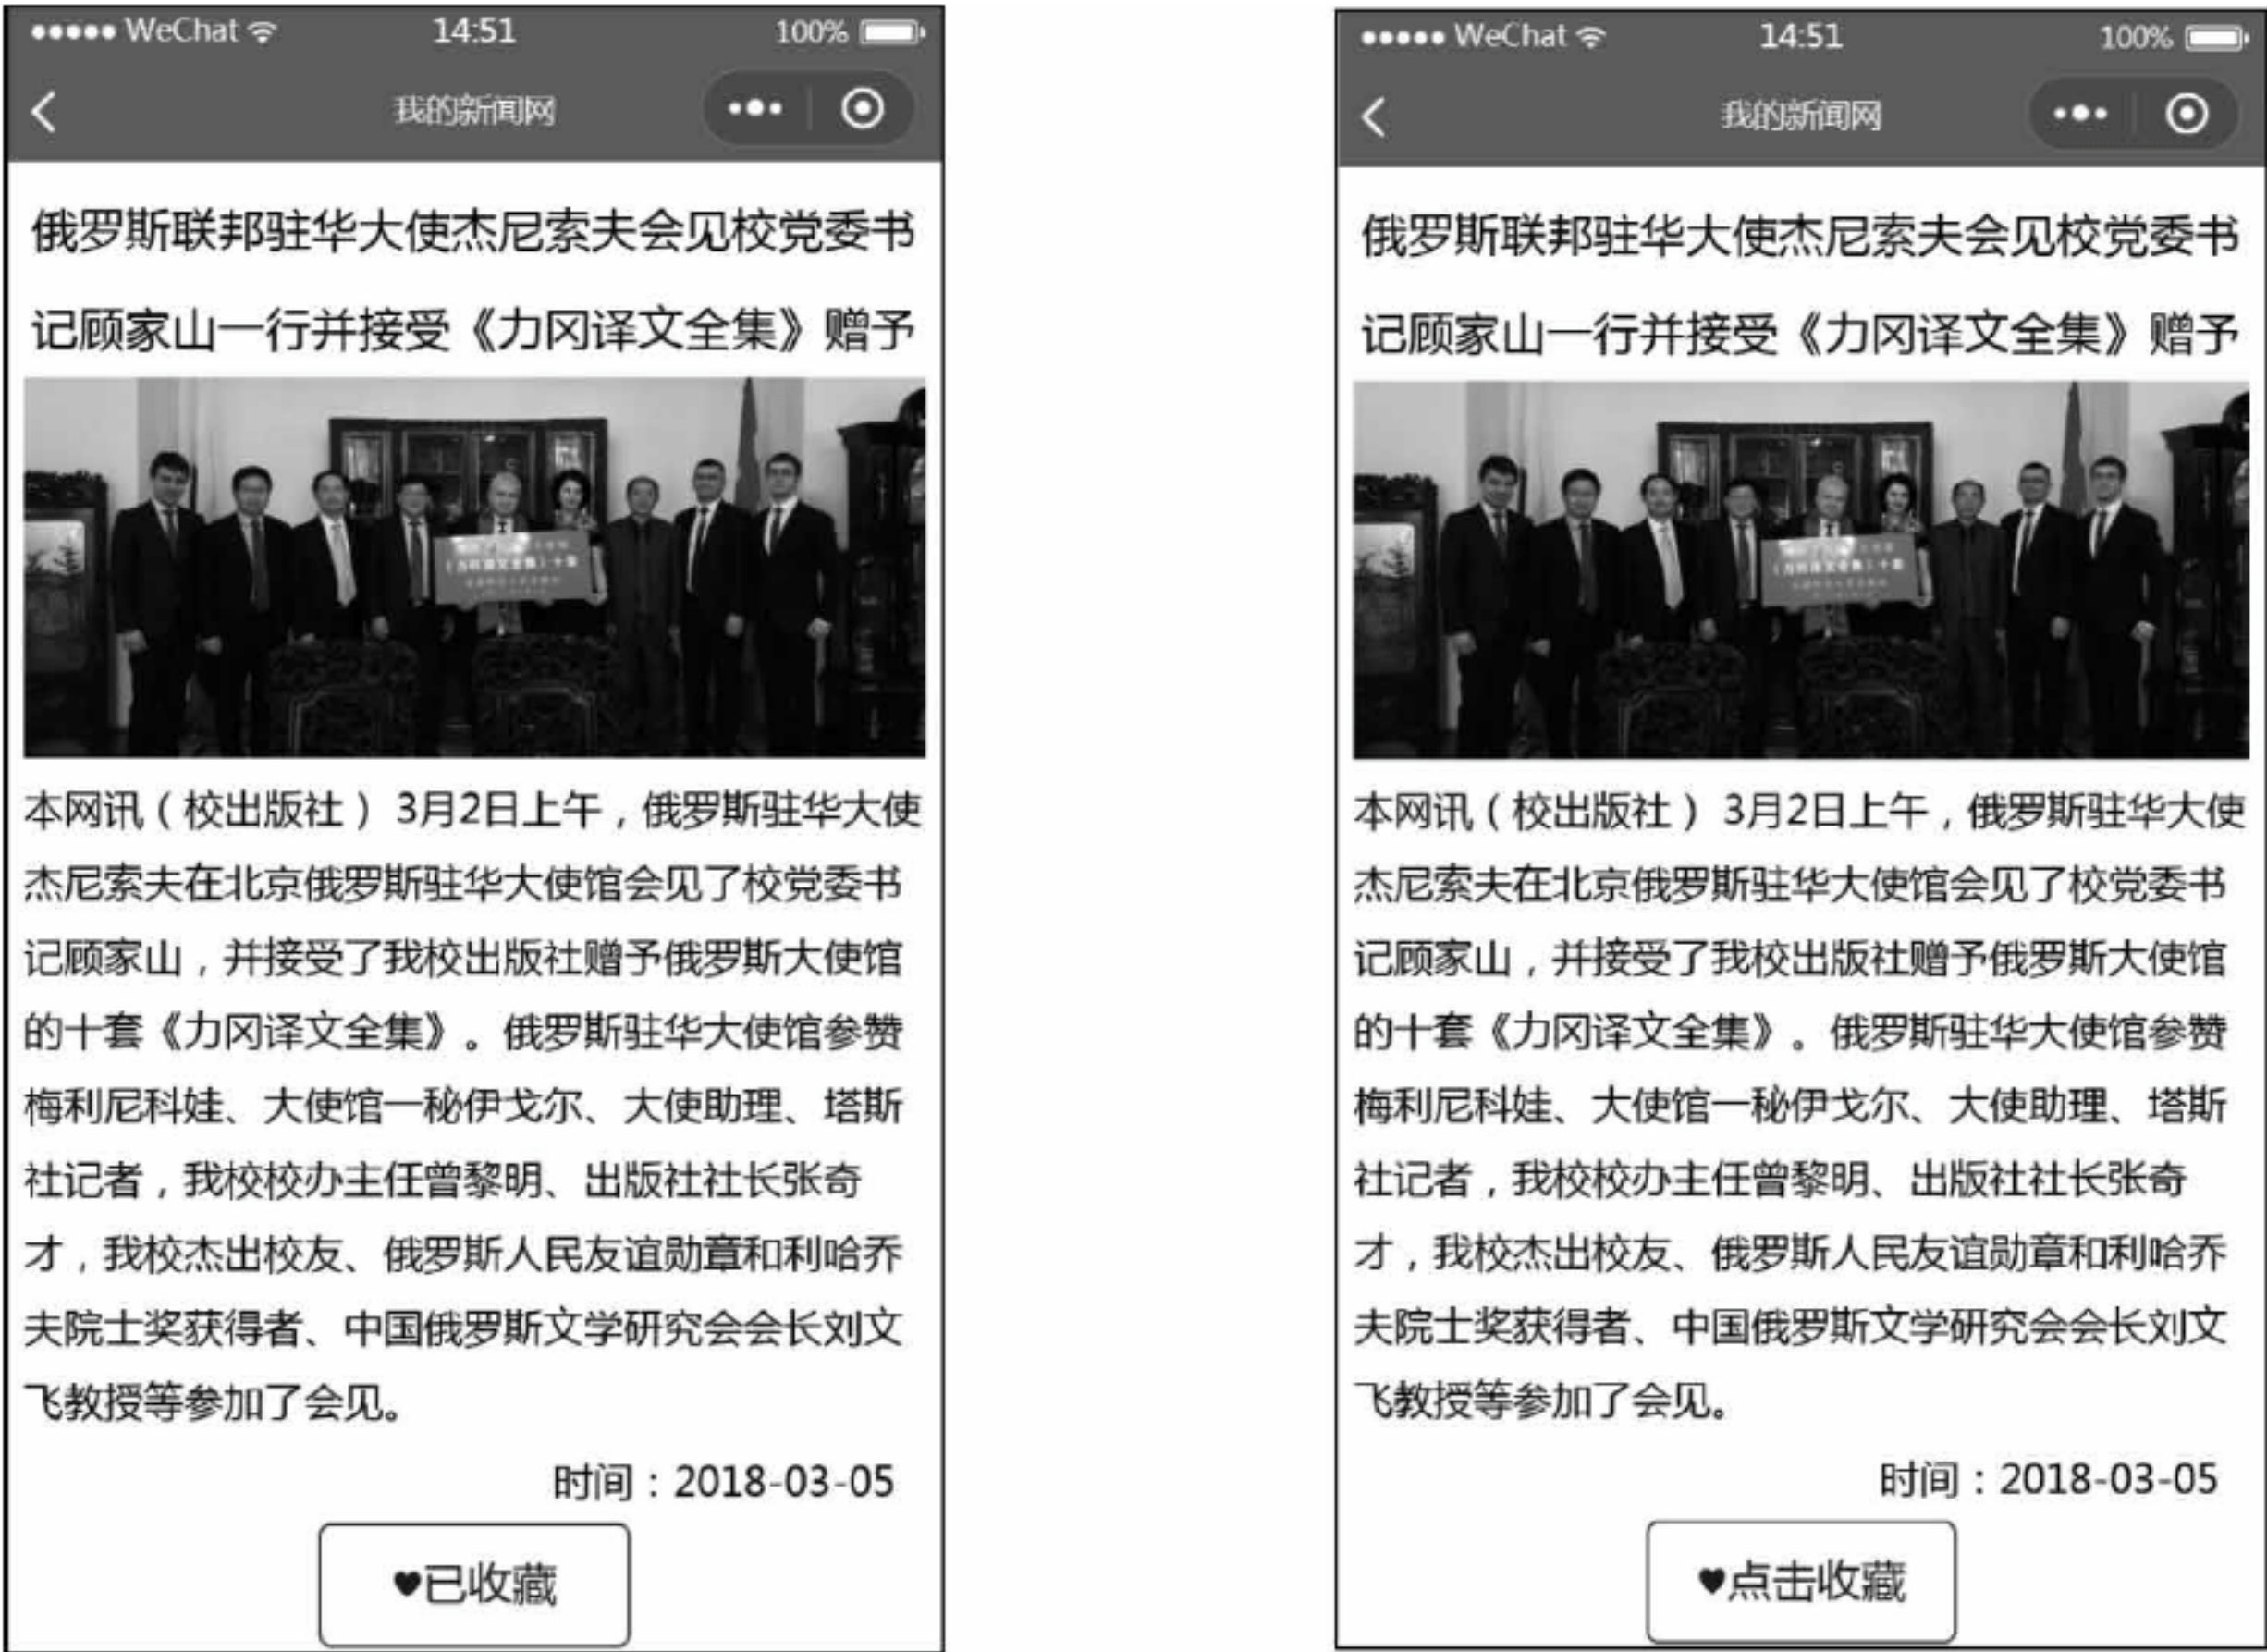 WeChat 14:51 100%
我的新闻网
俄罗斯联邦驻华大使杰尼索夫会见校党委书
记顾家山一行并接受《力冈译文全集》赠予
《力冈译文全集》十套
本网讯（校出版社） 3月2日上午，俄罗斯驻华大使
杰尼索夫在北京俄罗斯驻华大使馆会见了校党委书
记顾家山，并接受了我校出版社赠予俄罗斯大使馆
的十套《力冈译文全集》。俄罗斯驻华大使馆参赞
梅利尼科娃、大使馆一秘伊戈尔、大使助理、塔斯
社记者，我校校办主任曾黎明、出版社社长张奇
才，我校杰出校友、俄罗斯人民友谊勋章和利哈乔
夫院士奖获得者、中国俄罗斯文学研究会会长刘文
飞教授等参加了会见。
时间：2018-03-05
♥已收藏
WeChat 14:51 100%
我的新闻网
俄罗斯联邦驻华大使杰尼索夫会见校党委书
记顾家山一行并接受《力冈译文全集》赠予
《力冈译文全集》十套
本网讯（校出版社） 3月2日上午，俄罗斯驻华大使
杰尼索夫在北京俄罗斯驻华大使馆会见了校党委书
记顾家山，并接受了我校出版社赠予俄罗斯大使馆
的十套《力冈译文全集》。俄罗斯驻华大使馆参赞
梅利尼科娃、大使馆一秘伊戈尔、大使助理、塔斯
社记者，我校校办主任曾黎明、出版社社长张奇
才，我校杰出校友、俄罗斯人民友谊勋章和利哈乔
夫院士奖获得者、中国俄罗斯文学研究会会长刘文
飞教授等参加了会见。
时间：2018-03-05
♥点击收藏